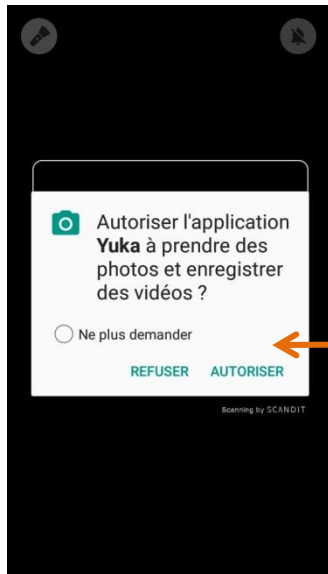 Autoriser l'application
Yuka à prendre des
photos et enregistrer
des vidéos ?
Ne plus demander
REFUSER AUTORISER
Scanning by SCANDIT